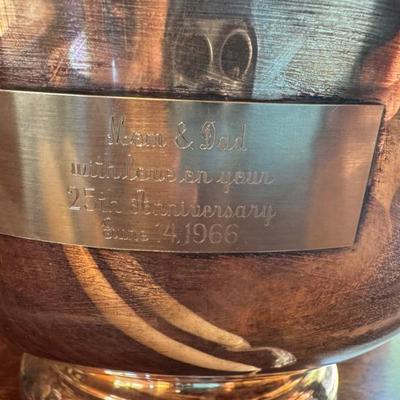 Mom & Dad
with love on your
25th Anniversary
June 14, 1966